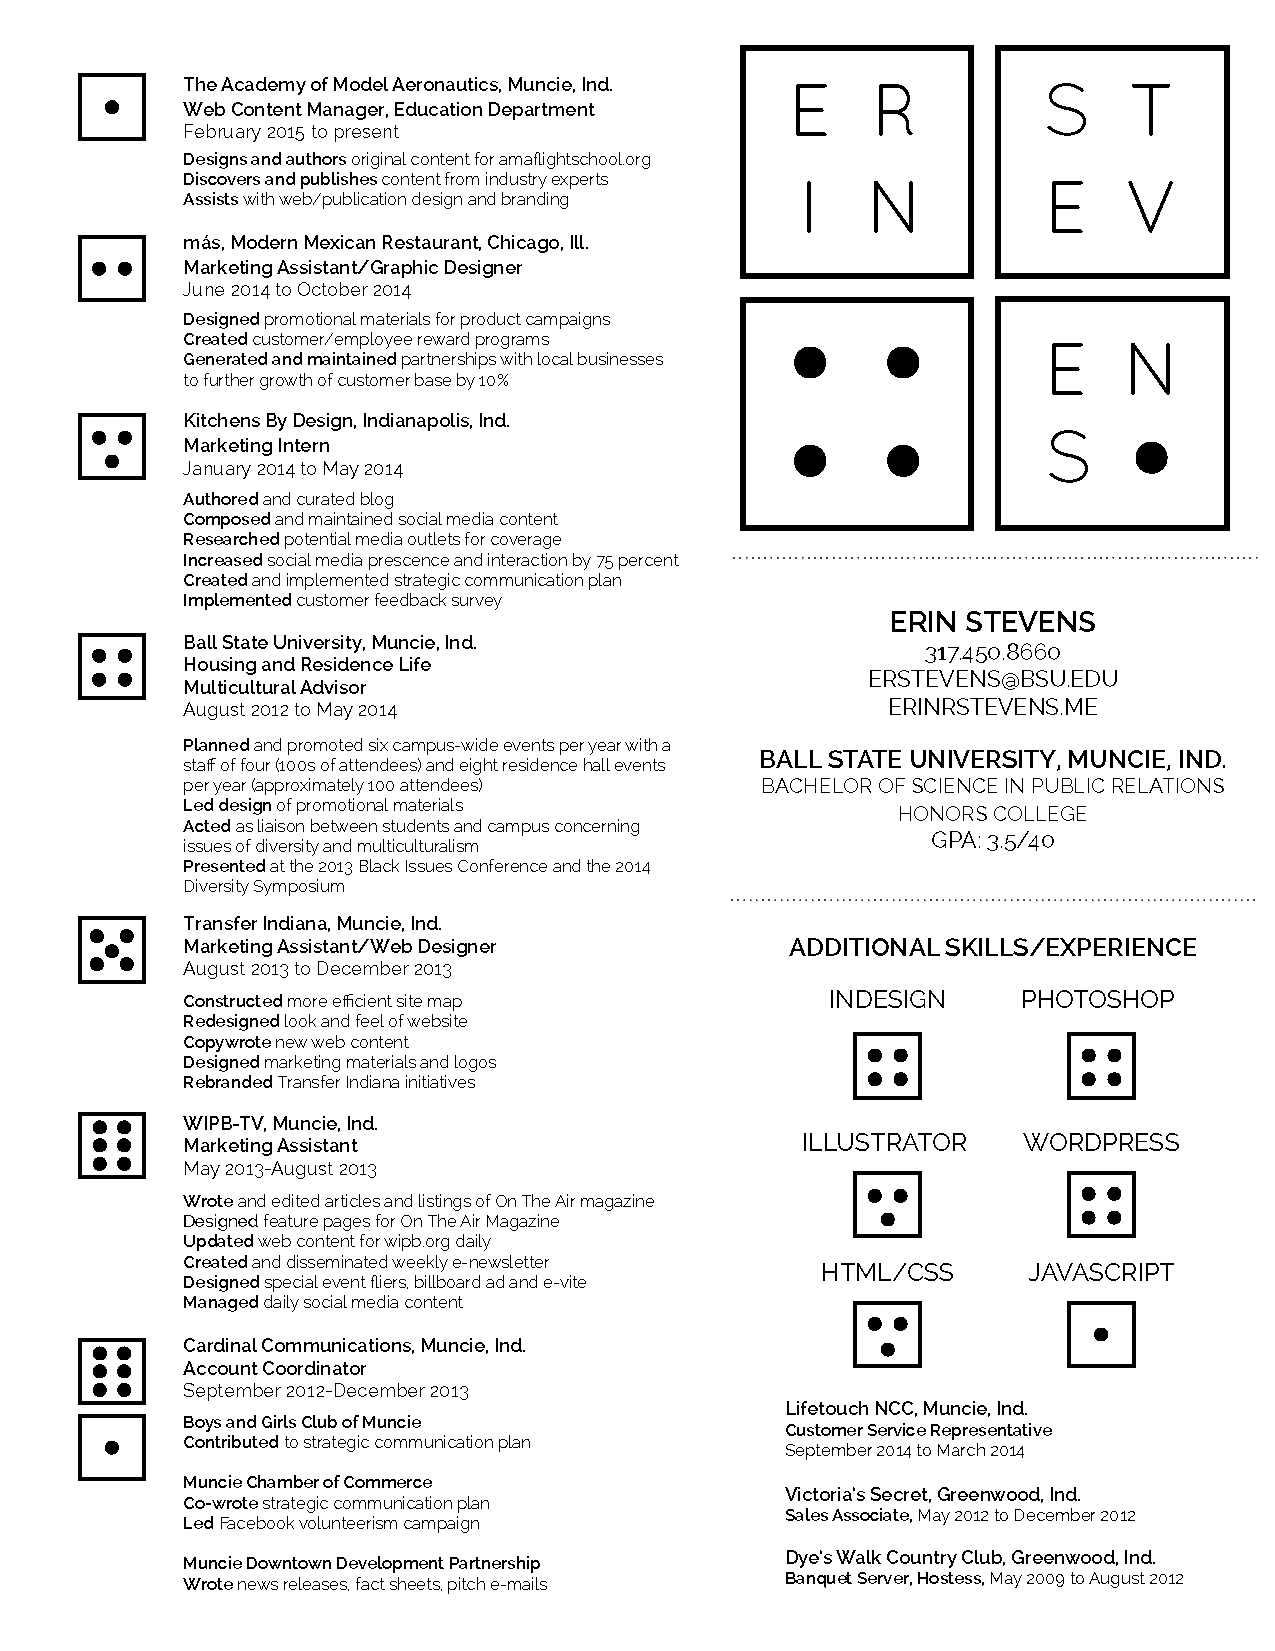 The Academy of Model Aeronautics, Muncie, Ind.
Web Content Manager, Education Department
February 2015 to present
Designs and authors original content for amaflightschool.org
Discovers and publishes content from industry experts
Assists with web/publication design and branding
más, Modern Mexican Restaurant, Chicago, Ill.
Marketing Assistant/Graphic Designer
June 2014 to October 2014
Designed promotional materials for product campaigns
Created customer/employee reward programs
Generated and maintained partnerships with local businesses
to further growth of customer base by 10%
Kitchens By Design, Indianapolis, Ind.
Marketing Intern
January 2014 to May 2014
Authored and curated blog
Composed and maintained social media content
Researched potential media outlets for coverage
Increased social media prescence and interaction by 75 percent
Created and implemented strategic communication plan
Implemented customer feedback survey
Ball State University, Muncie, Ind.
Housing and Residence Life
Multicultural Advisor
August 2012 to May 2014
Planned and promoted six campus-wide events per year with a
staff of four (100s of attendees) and eight residence hall events
per year (approximately 100 attendees)
Led design of promotional materials
Acted as liaison between students and campus concerning
issues of diversity and multiculturalism
Presented at the 2013 Black Issues Conference and the 2014
Diversity Symposium
Transfer Indiana, Muncie, Ind.
Marketing Assistant/Web Designer
August 2013 to December 2013
Constructed more efficient site map
Redesigned look and feel of website
Copywrote new web content
Designed marketing materials and logos
Rebranded Transfer Indiana initiatives
WIPB-TV, Muncie, Ind.
Marketing Assistant
May 2013-August 2013
Wrote and edited articles and listings of On The Air magazine
Designed feature pages for On The Air Magazine
Updated web content for wipb.org daily
Created and disseminated weekly e-newsletter
Designed special event fliers, billboard ad and e-vite
Managed daily social media content
Cardinal Communications, Muncie, Ind.
Account Coordinator
September 2012-December 2013
Boys and Girls Club of Muncie
Contributed to strategic communication plan
Muncie Chamber of Commerce
Co-wrote strategic communication plan
Led Facebook volunteerism campaign
Muncie Downtown Development Partnership
Wrote news releases, fact sheets, pitch e-mails
E R
I N
S T
E V
E N
S
ERIN STEVENS
317.450.8660
ERSTEVENS@BSU.EDU
ERINRSTEVENS.ME
BALL STATE UNIVERSITY, MUNCIE, IND.
BACHELOR OF SCIENCE IN PUBLIC RELATIONS
HONORS COLLEGE
GPA: 3.5/40
ADDITIONAL SKILLS/EXPERIENCE
INDESIGN PHOTOSHOP
ILLUSTRATOR WORDPRESS
HTML/CSS JAVASCRIPT
Lifetouch NCC, Muncie, Ind.
Customer Service Representative
September 2014 to March 2014
Victoria's Secret, Greenwood, Ind.
Sales Associate, May 2012 to December 2012
Dye's Walk Country Club, Greenwood, Ind.
Banquet Server, Hostess, May 2009 to August 2012